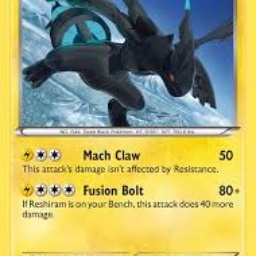 Mach Claw 50
This attack's damage isn't affected by Resistance.
Fusion Bolt 80+
If Reshiram is on your Bench, this attack does 40 more
damage.